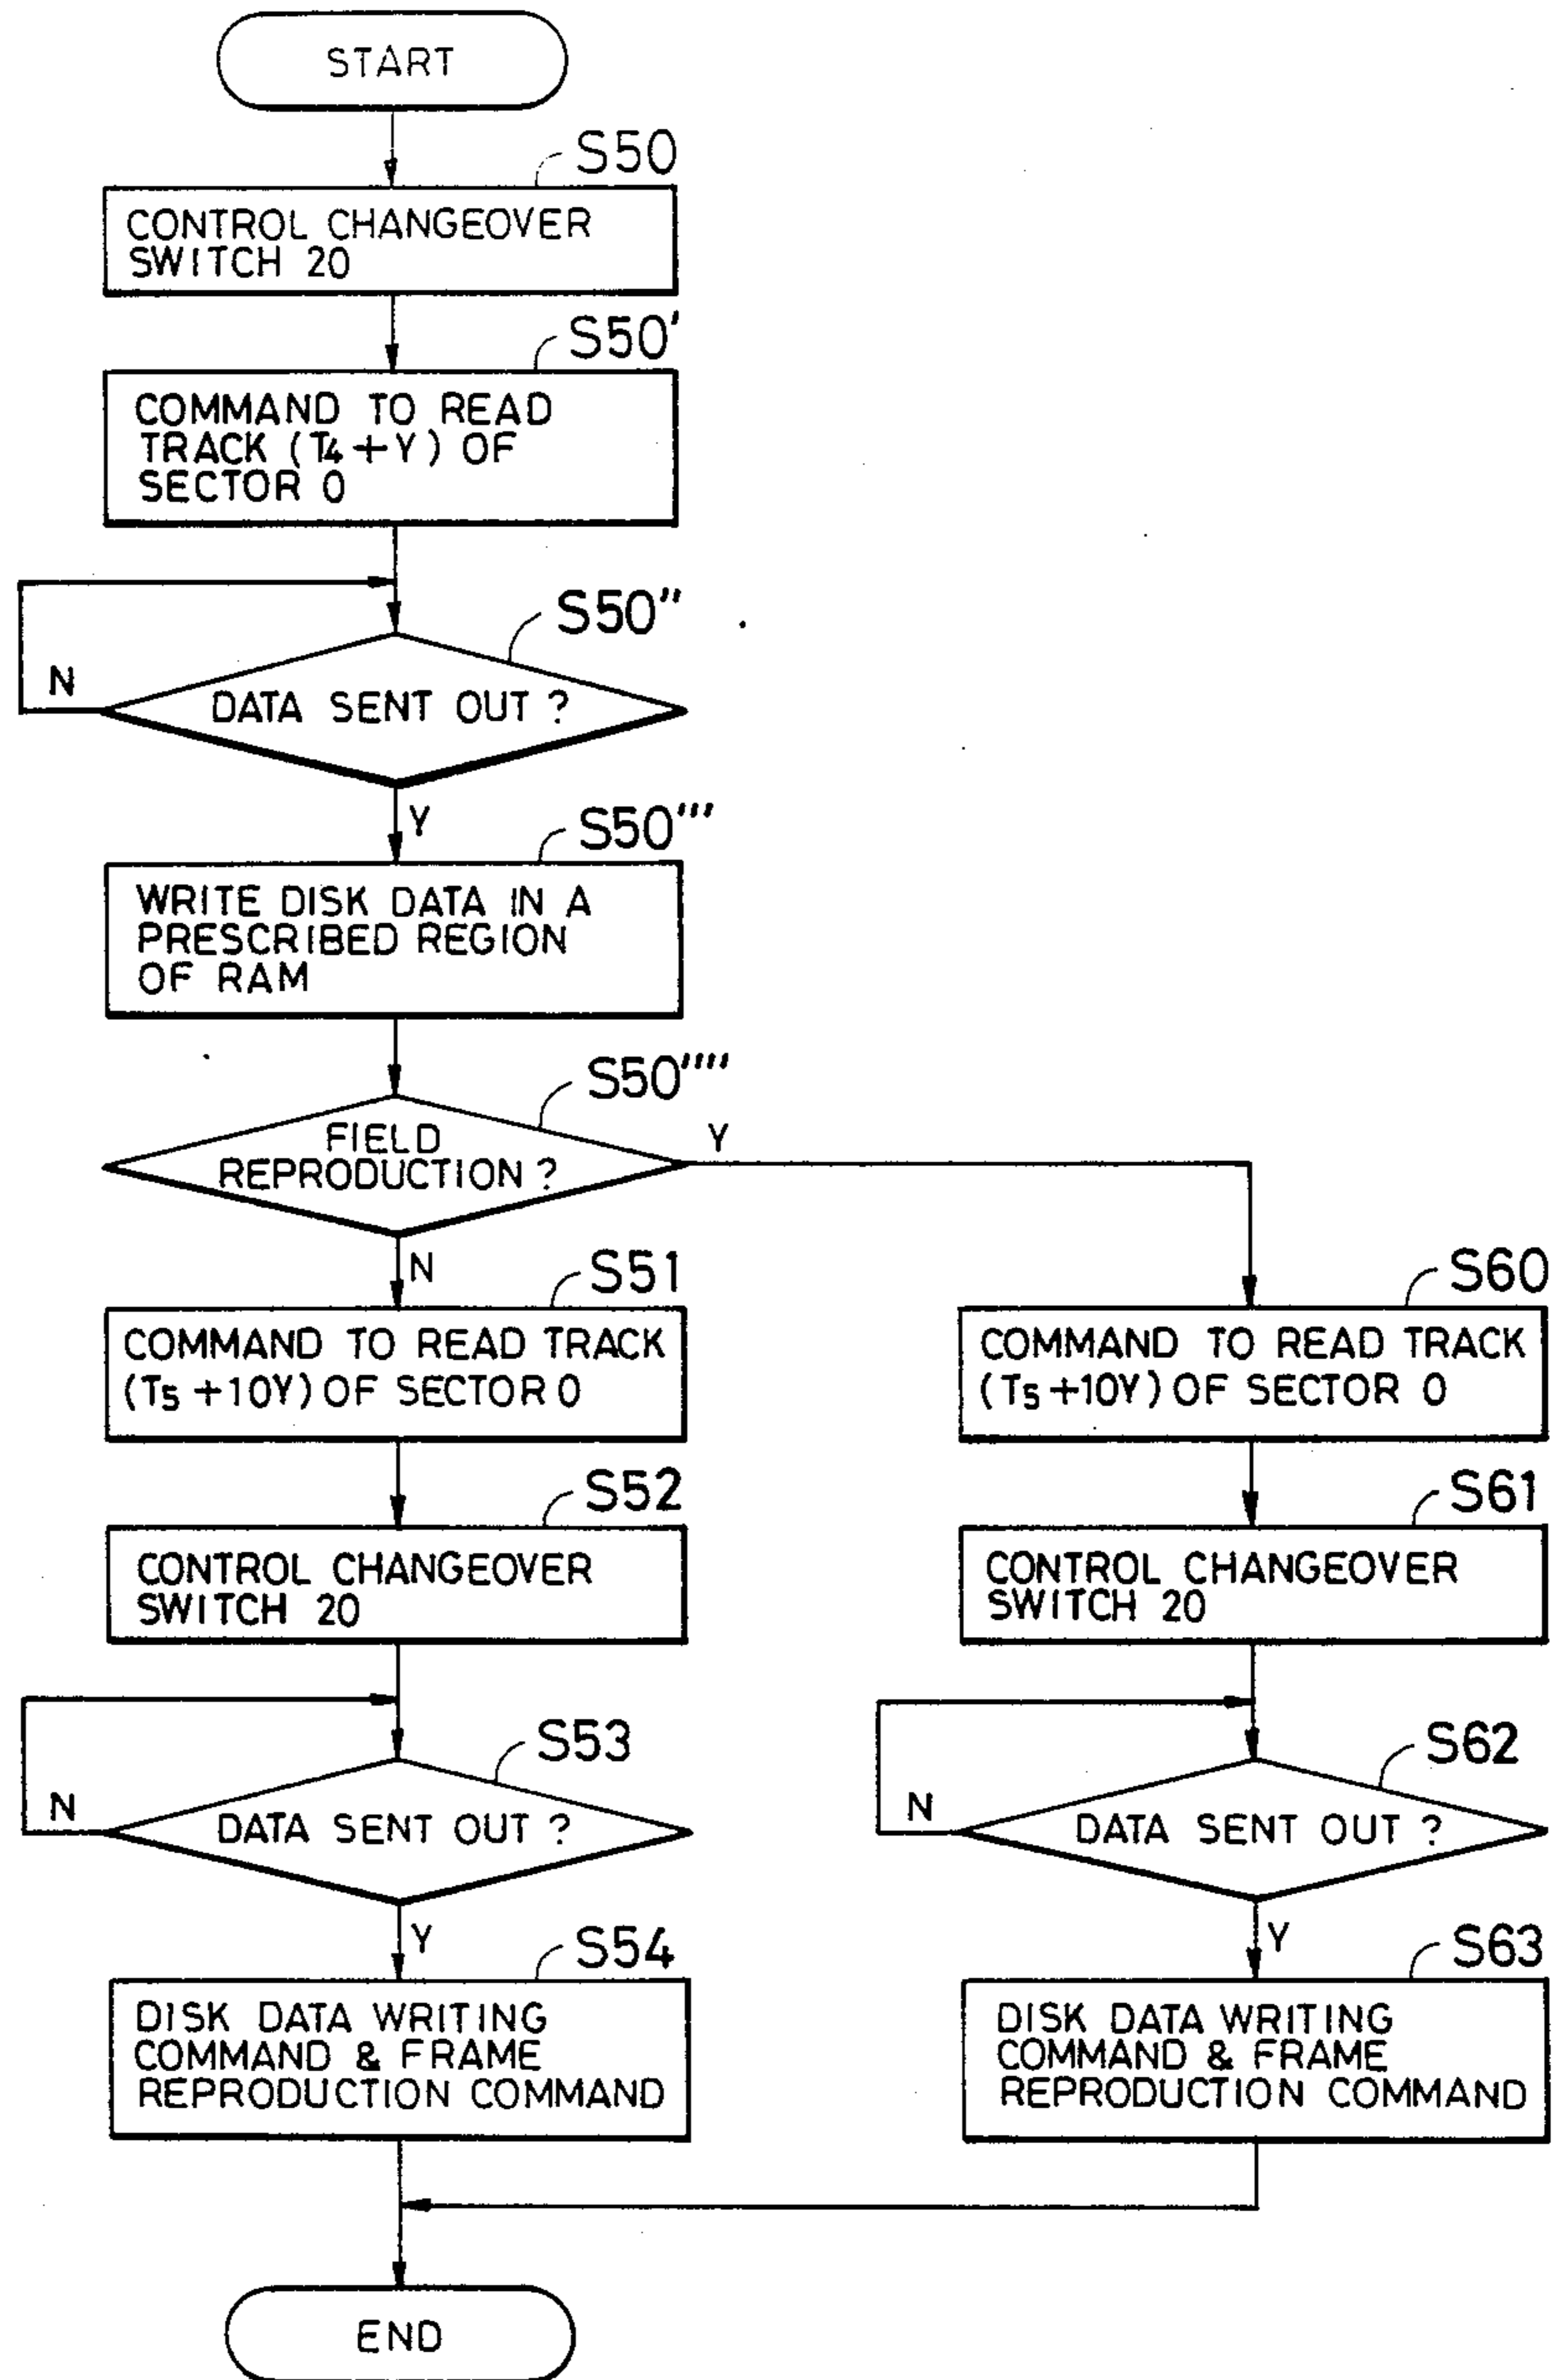 START
S50
CONTROL CHANGEOVER
SWITCH 20
S50'
COMMAND TO READ
TRACK (T4+Y) OF
SECTOR 0
S50''
N
DATA SENT OUT ?
Y
S50'''
WRITE DISK DATA IN A
PRESCRIBED REGION
OF RAM
S50''''
FIELD
REPRODUCTION ?
Y
N
S51
COMMAND TO READ TRACK
(T5+10Y) OF SECTOR 0
S52
CONTROL CHANGEOVER
SWITCH 20
S53
N
DATA SENT OUT ?
Y
S54
DISK DATA WRITING
COMMAND & FRAME
REPRODUCTION COMMAND
S60
COMMAND TO READ TRACK
(T5+10Y) OF SECTOR 0
S61
CONTROL CHANGEOVER
SWITCH 20
S62
N
DATA SENT OUT ?
Y
S63
DISK DATA WRITING
COMMAND & FRAME
REPRODUCTION COMMAND
END